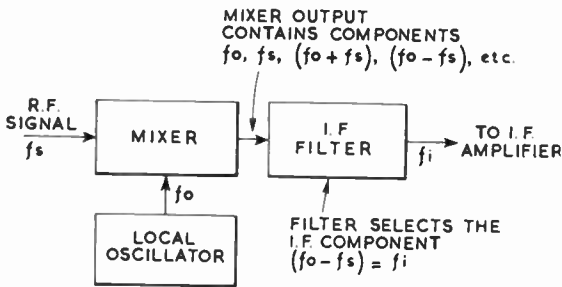 MIXER OUTPUT
CONTAINS COMPONENTS
fo, fs, (fo+fs), (fo-fs), etc.
R.F.
SIGNAL
fs
MIXER
I.F
FILTER
fi
TO I.F.
AMPLIFIER
fo
LOCAL
OSCILLATOR
FILTER SELECTS THE
I.F. COMPONENT
(fo-fs) = fi